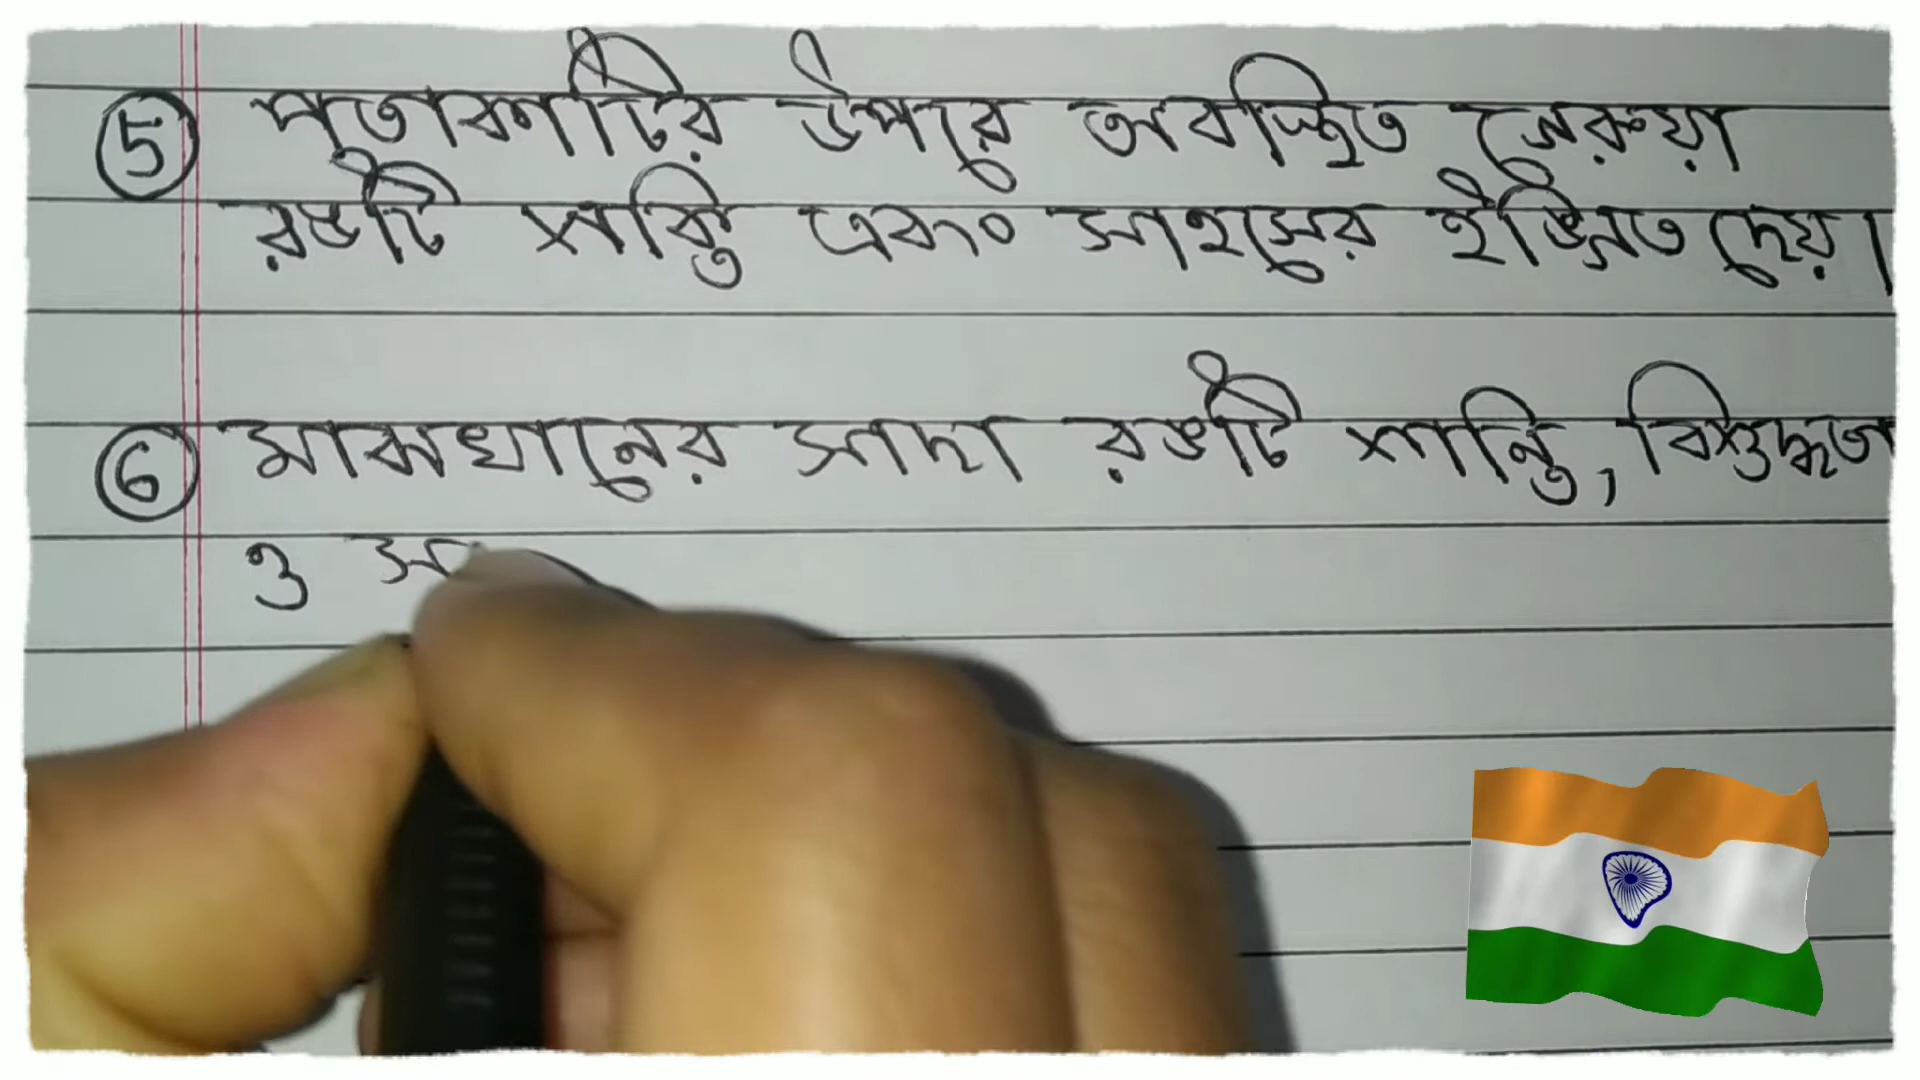 5 পতাকাটির উপরে অবস্থিত গেরুয়া
রঙটি শক্তি এবং সাহসের ইঙ্গিত দেয়।
6 মাঝখানের সাদা রঙটি শান্তি, বিশুদ্ধতা
ও